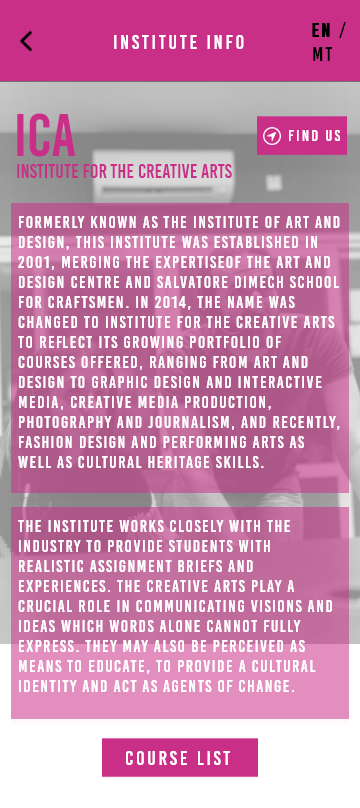 INSTITUTE INFO
EN /
MT
ICA
INSTITUTE FOR THE CREATIVE ARTS
FIND US
FORMERLY KNOWN AS THE INSTITUTE OF ART AND
DESIGN, THIS INSTITUTE WAS ESTABLISHED IN
2001, MERGING THE EXPERTISEOF THE ART AND
DESIGN CENTRE AND SALVATORE DIMECH SCHOOL
FOR CRAFTSMEN. IN 2014, THE NAME WAS
CHANGED TO INSTITUTE FOR THE CREATIVE ARTS
TO REFLECT ITS GROWING PORTFOLIO OF
COURSES OFFERED, RANGING FROM ART AND
DESIGN TO GRAPHIC DESIGN AND INTERACTIVE
MEDIA, CREATIVE MEDIA PRODUCTION,
PHOTOGRAPHY AND JOURNALISM, AND RECENTLY,
FASHION DESIGN AND PERFORMING ARTS AS
WELL AS CULTURAL HERITAGE SKILLS.
THE INSTITUTE WORKS CLOSELY WITH THE
INDUSTRY TO PROVIDE STUDENTS WITH
REALISTIC ASSIGNMENT BRIEFS AND
EXPERIENCES. THE CREATIVE ARTS PLAY A
CRUCIAL ROLE IN COMMUNICATING VISIONS AND
IDEAS WHICH WORDS ALONE CANNOT FULLY
EXPRESS. THEY MAY ALSO BE PERCEIVED AS
MEANS TO EDUCATE, TO PROVIDE A CULTURAL
IDENTITY AND ACT AS AGENTS OF CHANGE.
COURSE LIST